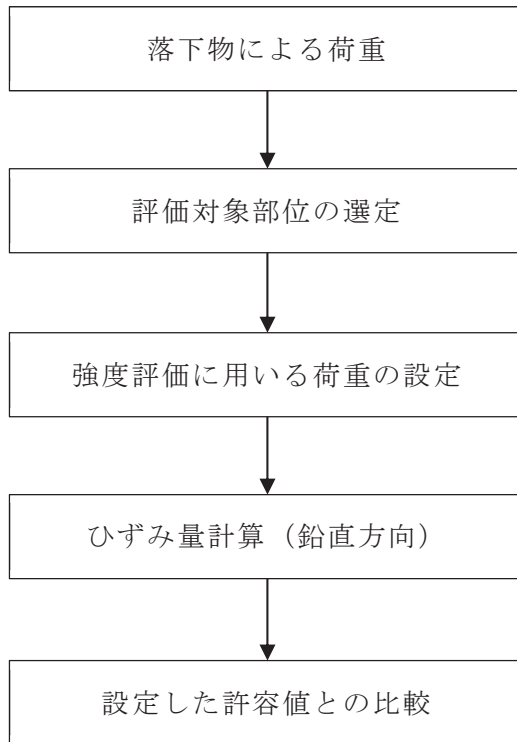 落下物による荷重
評価対象部位の選定
強度評価に用いる荷重の設定
ひずみ量計算（鉛直方向）
設定した許容値との比較